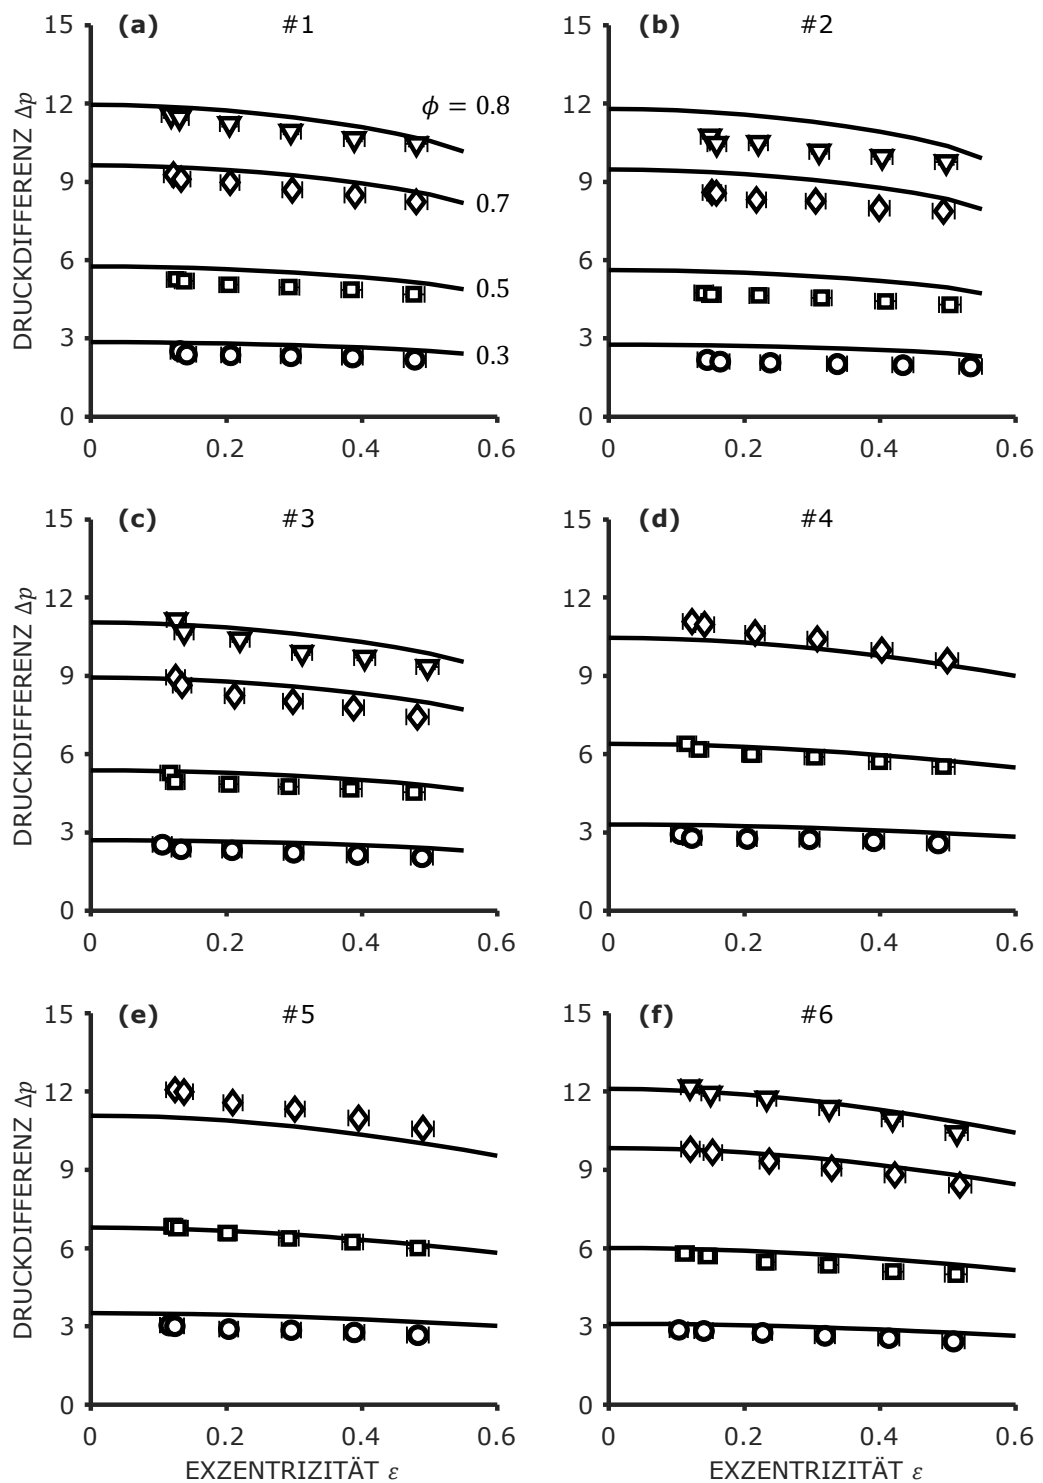 (a) #1
15
12
9
6
3
0
ϕ = 0.8
0.7
0.5
0.3
0 0.2 0.4 0.6
DRUCKDIFFERENZ Δp
(b) #2
15
12
9
6
3
0
0 0.2 0.4 0.6
(c) #3
15
12
9
6
3
0
0 0.2 0.4 0.6
DRUCKDIFFERENZ Δp
(d) #4
15
12
9
6
3
0
0 0.2 0.4 0.6
(e) #5
15
12
9
6
3
0
0 0.2 0.4 0.6
DRUCKDIFFERENZ Δp
EXZENTRIZITÄT ε
(f) #6
15
12
9
6
3
0
0 0.2 0.4 0.6
EXZENTRIZITÄT ε